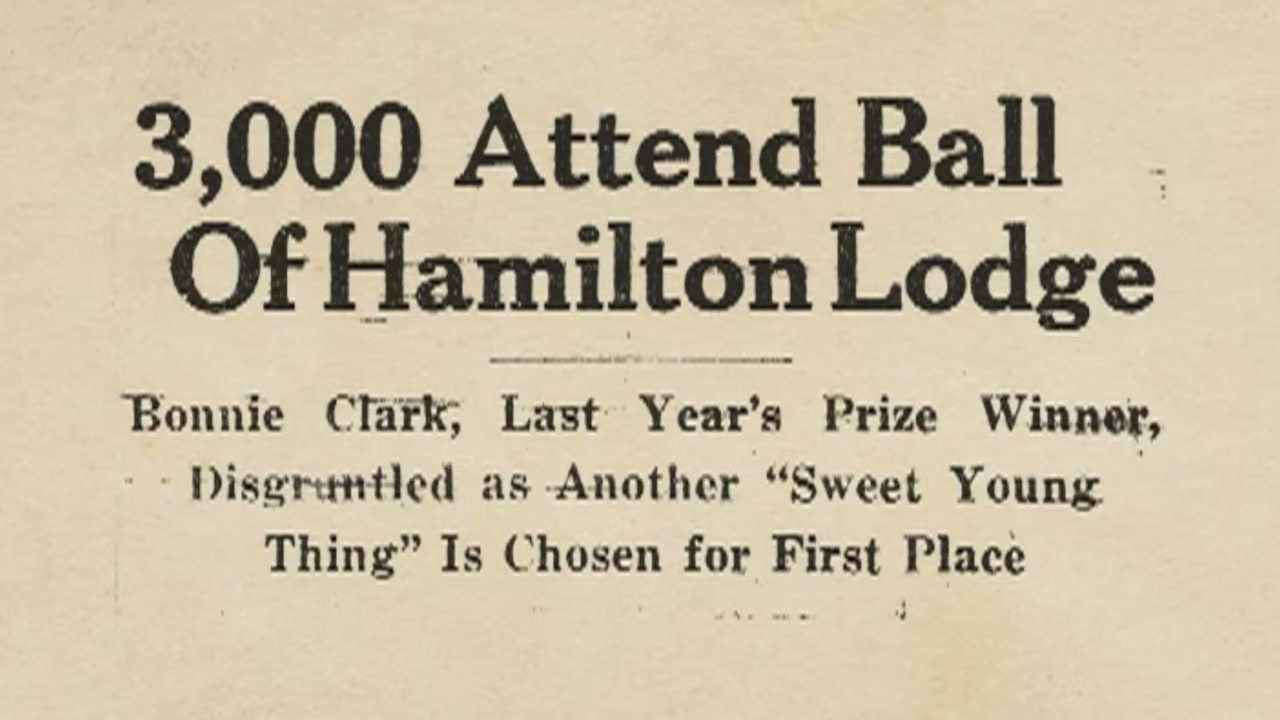 3,000 Attend Ball
Of Hamilton Lodge
Bonnie Clark, Last Year's Prize Winner,
Disgruntled as Another “Sweet Young
Thing” Is Chosen for First Place